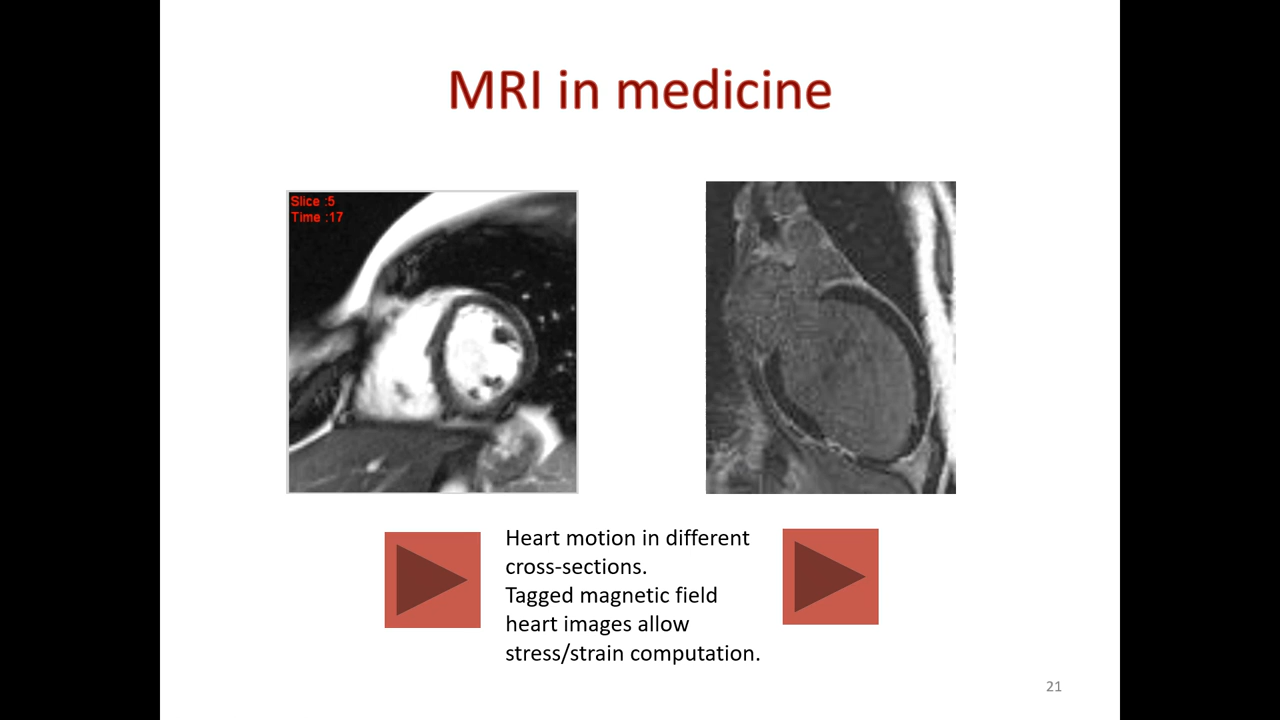 MRI in medicine
Slice :5
Time :17
Heart motion in different
cross-sections.
Tagged magnetic field
heart images allow
stress/strain computation.
21